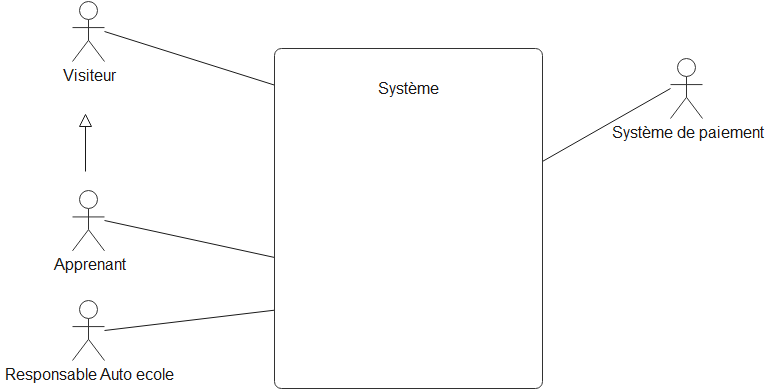 Visiteur
Système
Système de paiement
Apprenant
Responsable Auto ecole